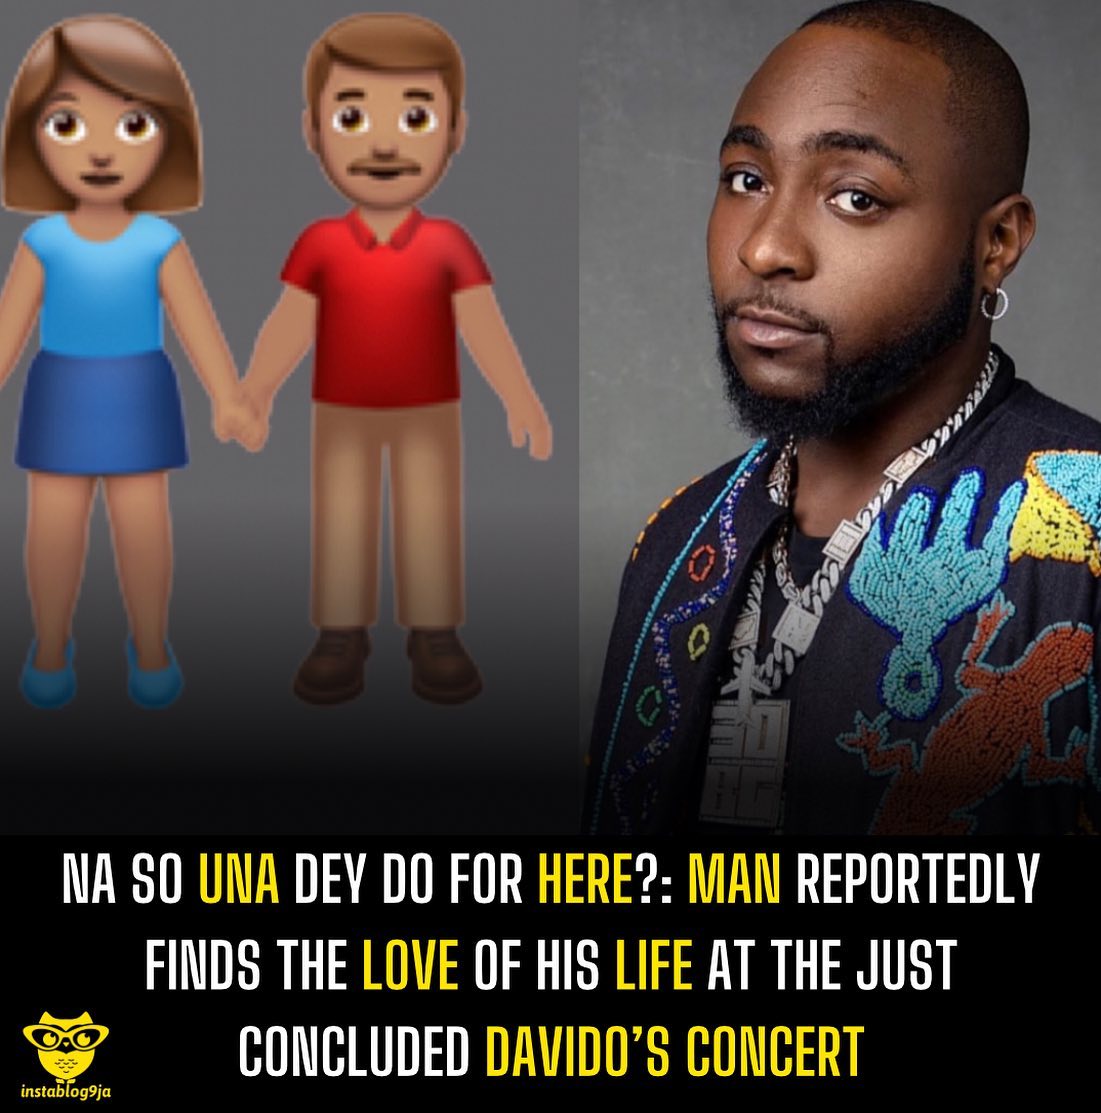 NA SO UNA DEY DO FOR HERE?: MAN REPORTEDLY
FINDS THE LOVE OF HIS LIFE AT THE JUST
CONCLUDED DAVIDO'S CONCERT
instablog9ja